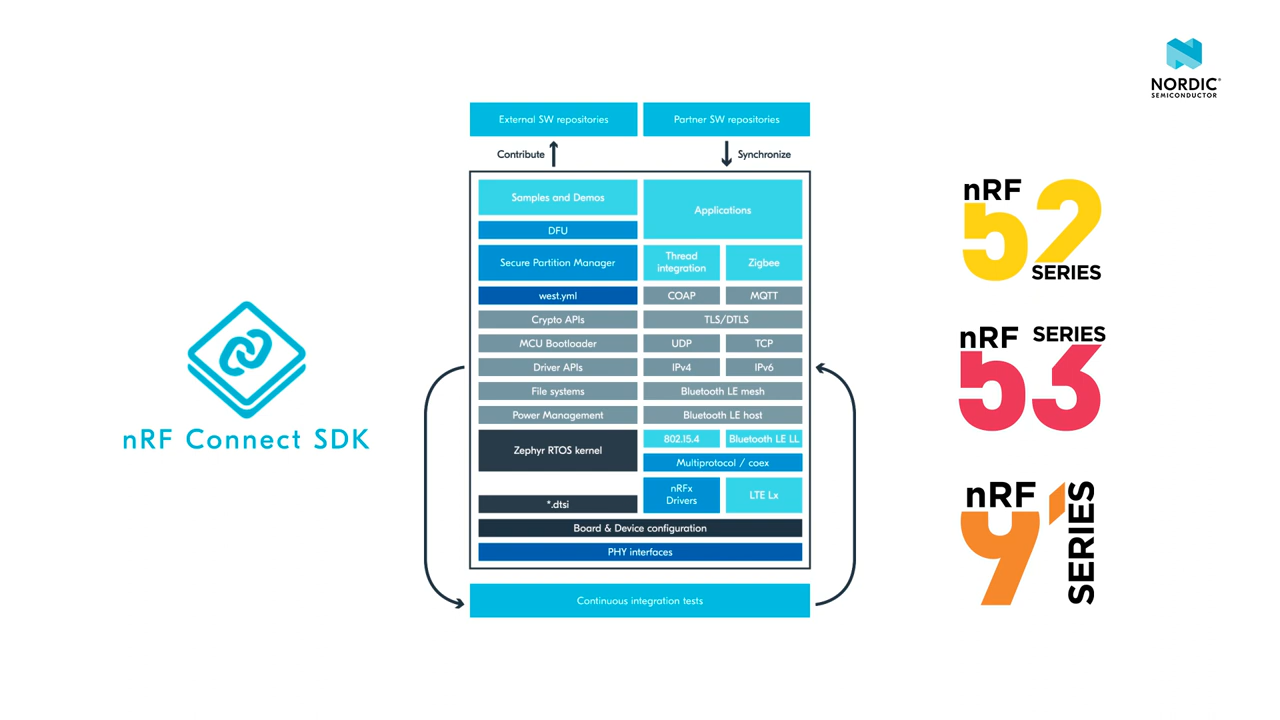 NORDIC®
SEMICONDUCTOR
External SW repositories
Partner SW repositories
Contribute
Synchronize
Samples and Demos
Applications
DFU
Secure Partition Manager
Thread
integration
Zigbee
west.yml
COAP
MQTT
Crypto APIs
TLS/DTLS
MCU Bootloader
UDP
TCP
Driver APIs
IPv4
IPv6
File systems
Bluetooth LE mesh
Power Management
Bluetooth LE host
Zephyr RTOS kernel
802.15.4
Bluetooth LE LL
Multiprotocol / coex
nRFx
Drivers
LTE Lx
*.dtsi
Board & Device configuration
PHY interfaces
Continuous integration tests
nRF Connect SDK
nRF
52
SERIES
nRF SERIES
53
nRF
91
SERIES